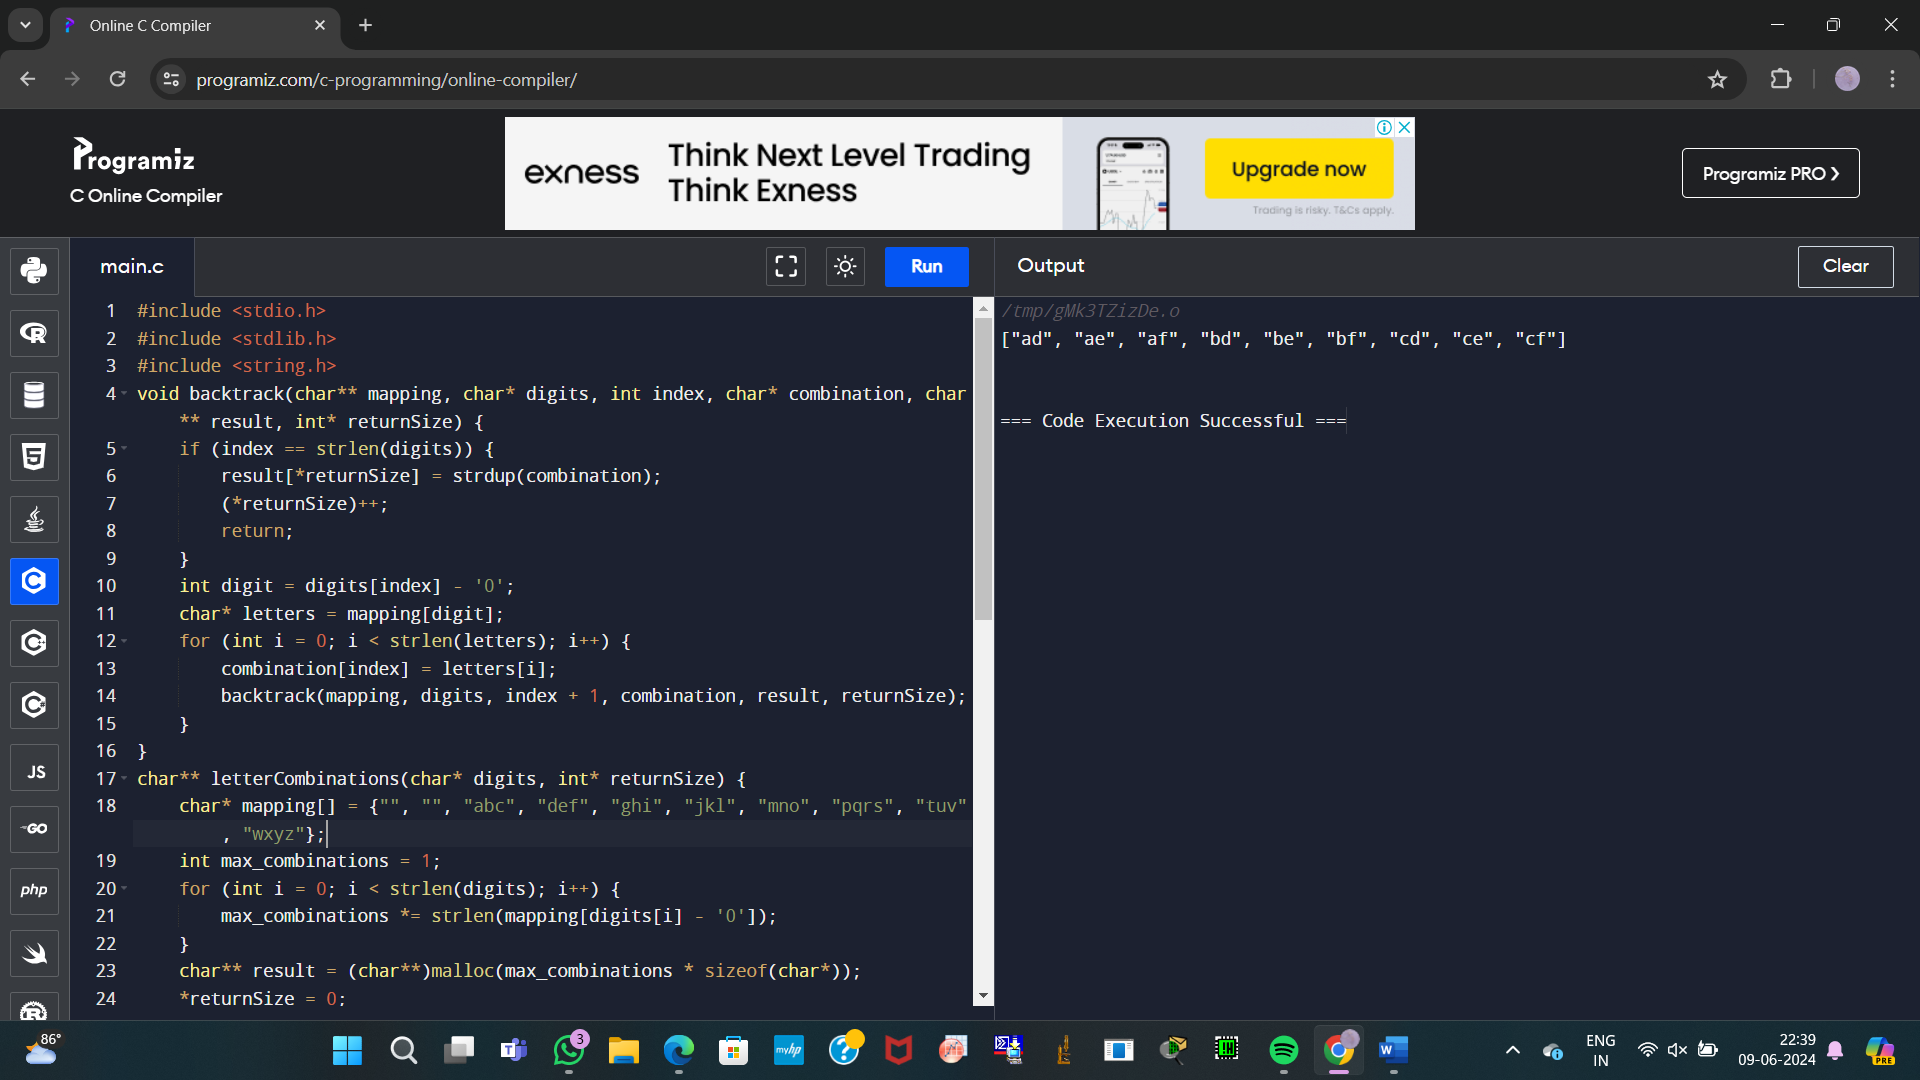 Online C Compiler
programiz.com/c-programming/online-compiler/
Programiz
C Online Compiler
exness
Think Next Level Trading
Think Exness
Upgrade now
Trading is risky. T&Cs apply.
Programiz PRO ❯
main.c
Run
Output
Clear
1 #include <stdio.h>
2 #include <stdlib.h>
3 #include <string.h>
4 void backtrack(char** mapping, char* digits, int index, char* combination, char
** result, int* returnSize) {
5 if (index == strlen(digits)) {
6 result[*returnSize] = strdup(combination);
7 (*returnSize)++;
8 return;
9 }
10 int digit = digits[index] - '0';
11 char* letters = mapping[digit];
12 for (int i = 0; i < strlen(letters); i++) {
13 combination[index] = letters[i];
14 backtrack(mapping, digits, index + 1, combination, result, returnSize);
15 }
16 }
17 char** letterCombinations(char* digits, int* returnSize) {
18 char* mapping[] = {"", "", "abc", "def", "ghi", "jkl", "mno", "pqrs", "tuv"
, "wxyz"};
19 int max_combinations = 1;
20 for (int i = 0; i < strlen(digits); i++) {
21 max_combinations *= strlen(mapping[digits[i] - '0']);
22 }
23 char** result = (char**)malloc(max_combinations * sizeof(char*));
24 *returnSize = 0;
/tmp/gMk3TZizDe.o
["ad", "ae", "af", "bd", "be", "bf", "cd", "ce", "cf"]
=== Code Execution Successful ===
JS
GO
php
86°
3
myhp
ENG
IN
22:39
09-06-2024
PRE